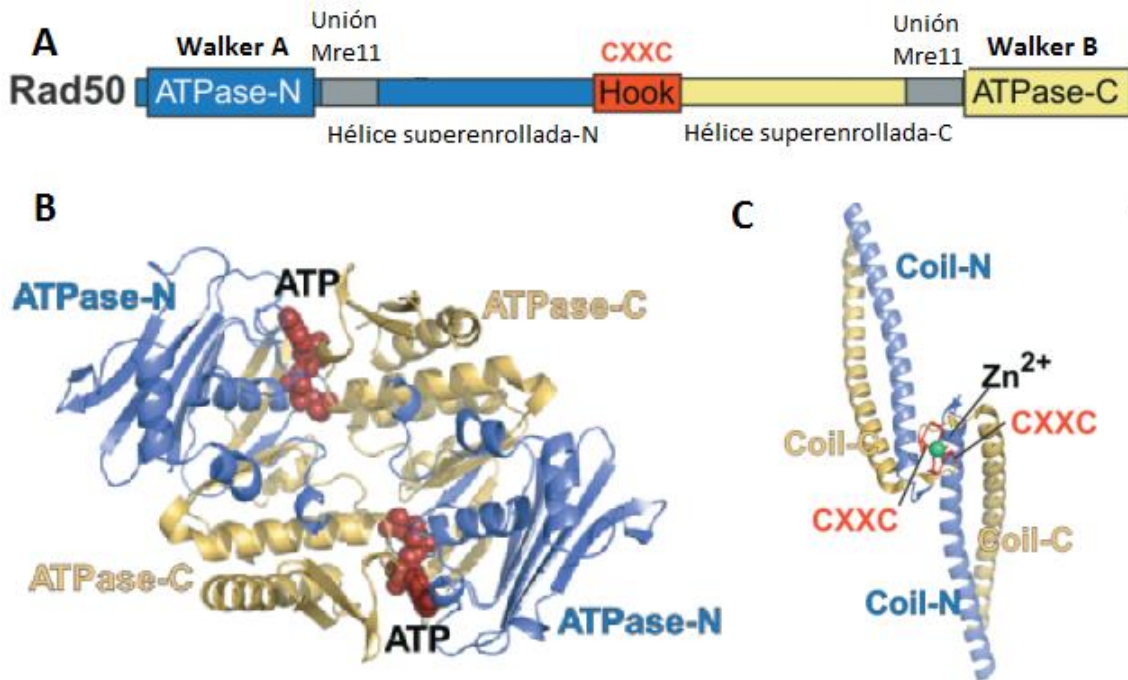 A
Walker A
Unión
Mre11
CXXC
Unión
Mre11
Walker B
Rad50
ATPase-N
Hook
ATPase-C
Hélice superenrollada-N
Hélice superenrollada-C
B
ATPase-N
ATP
ATPase-C
ATPase-C
ATP
ATPase-N
C
Coil-N
Zn2+
CXXC
Coil-C
CXXC
Coil-C
Coil-N